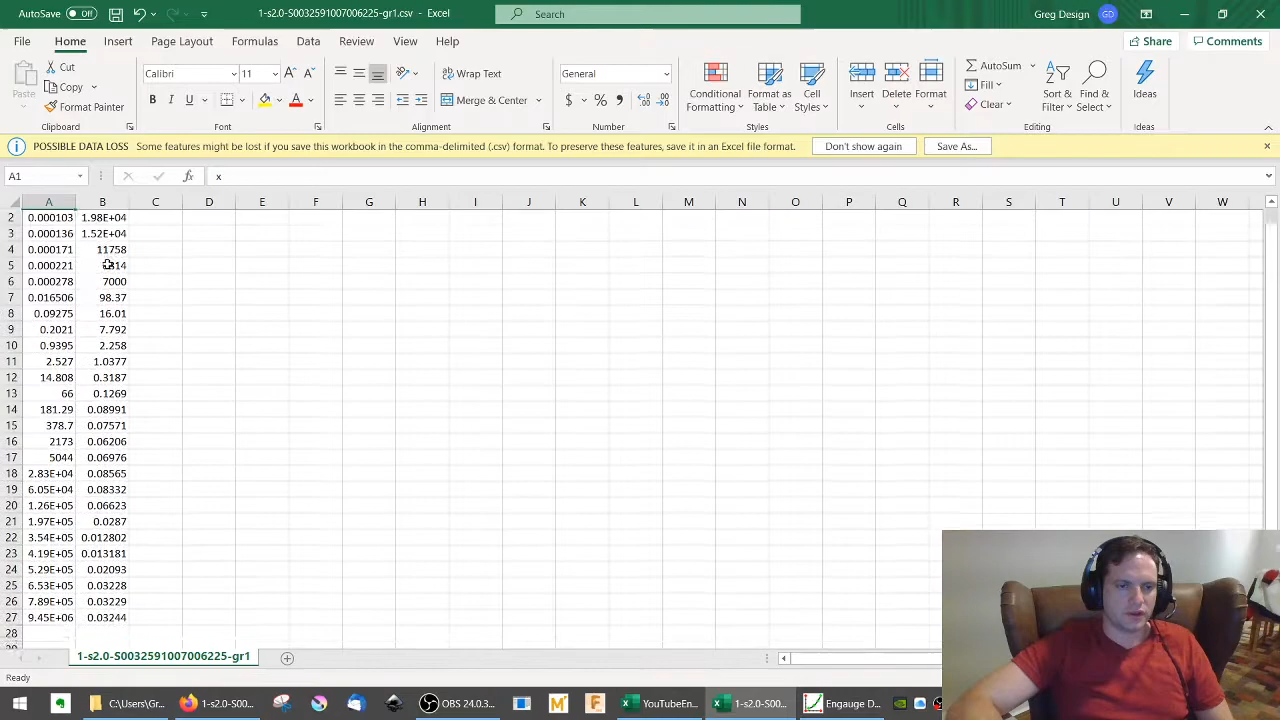 AutoSave Off 1-s2.0-S0032591007006225-gr1.csv - Excel Search Greg Design GD
File Home Insert Page Layout Formulas Data Review View Help Share Comments
Paste Cut Copy Format Painter Clipboard
Calibri 11 B I U A Font
Wrap Text Merge & Center Alignment
General $ % Number
Conditional Formatting Format as Table Cell Styles Styles
Insert Delete Format Cells
AutoSum Fill Clear Sort & Filter Find & Select Editing
Ideas Ideas
POSSIBLE DATA LOSS Some features might be lost if you save this workbook in the comma-delimited (.csv) format. To preserve these features, save it in an Excel file format. Don't show again Save As...
A1 fx x
A B C D E F G H I J K L M N O P Q R S T U V W
2 0.000103 1.98E+04
3 0.000136 1.52E+04
4 0.000171 11758
5 0.000221
6 0.000278 7000
7 0.016506 98.37
8 0.09275 16.01
9 0.2021 7.792
10 0.9395 2.258
11 2.527 1.0377
12 14.808 0.3187
13 66 0.1269
14 181.29 0.08991
15 378.7 0.07571
16 2173 0.06206
17 5044 0.06976
18 2.83E+04 0.08565
19 6.05E+04 0.08332
20 1.26E+05 0.06623
21 1.97E+05 0.0287
22 3.54E+05 0.012802
23 4.19E+05 0.013181
24 5.29E+05 0.02093
25 6.53E+05 0.03228
26 7.89E+05 0.03229
27 9.45E+06 0.03244
28
1-s2.0-S0032591007006225-gr1
Ready
1-s2.0-S00... OBS 24.0.3... YouTubeEn... 1-s2.0-S00... Engauge D...